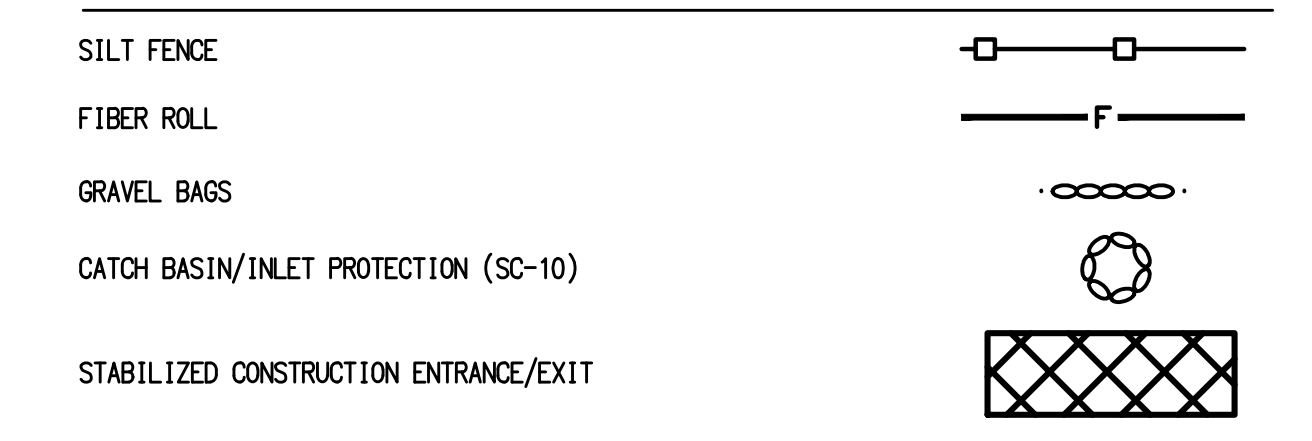 SILT FENCE
FIBER ROLL F
GRAVEL BAGS
CATCH BASIN/INLET PROTECTION (SC-10)
STABILIZED CONSTRUCTION ENTRANCE/EXIT